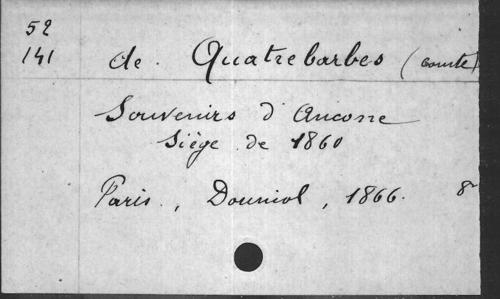 52
141 de. Quatrebarbes (comte)
Souvenirs d'Ancone
Siège de 1860
Paris., Douniol, 1866. 8°